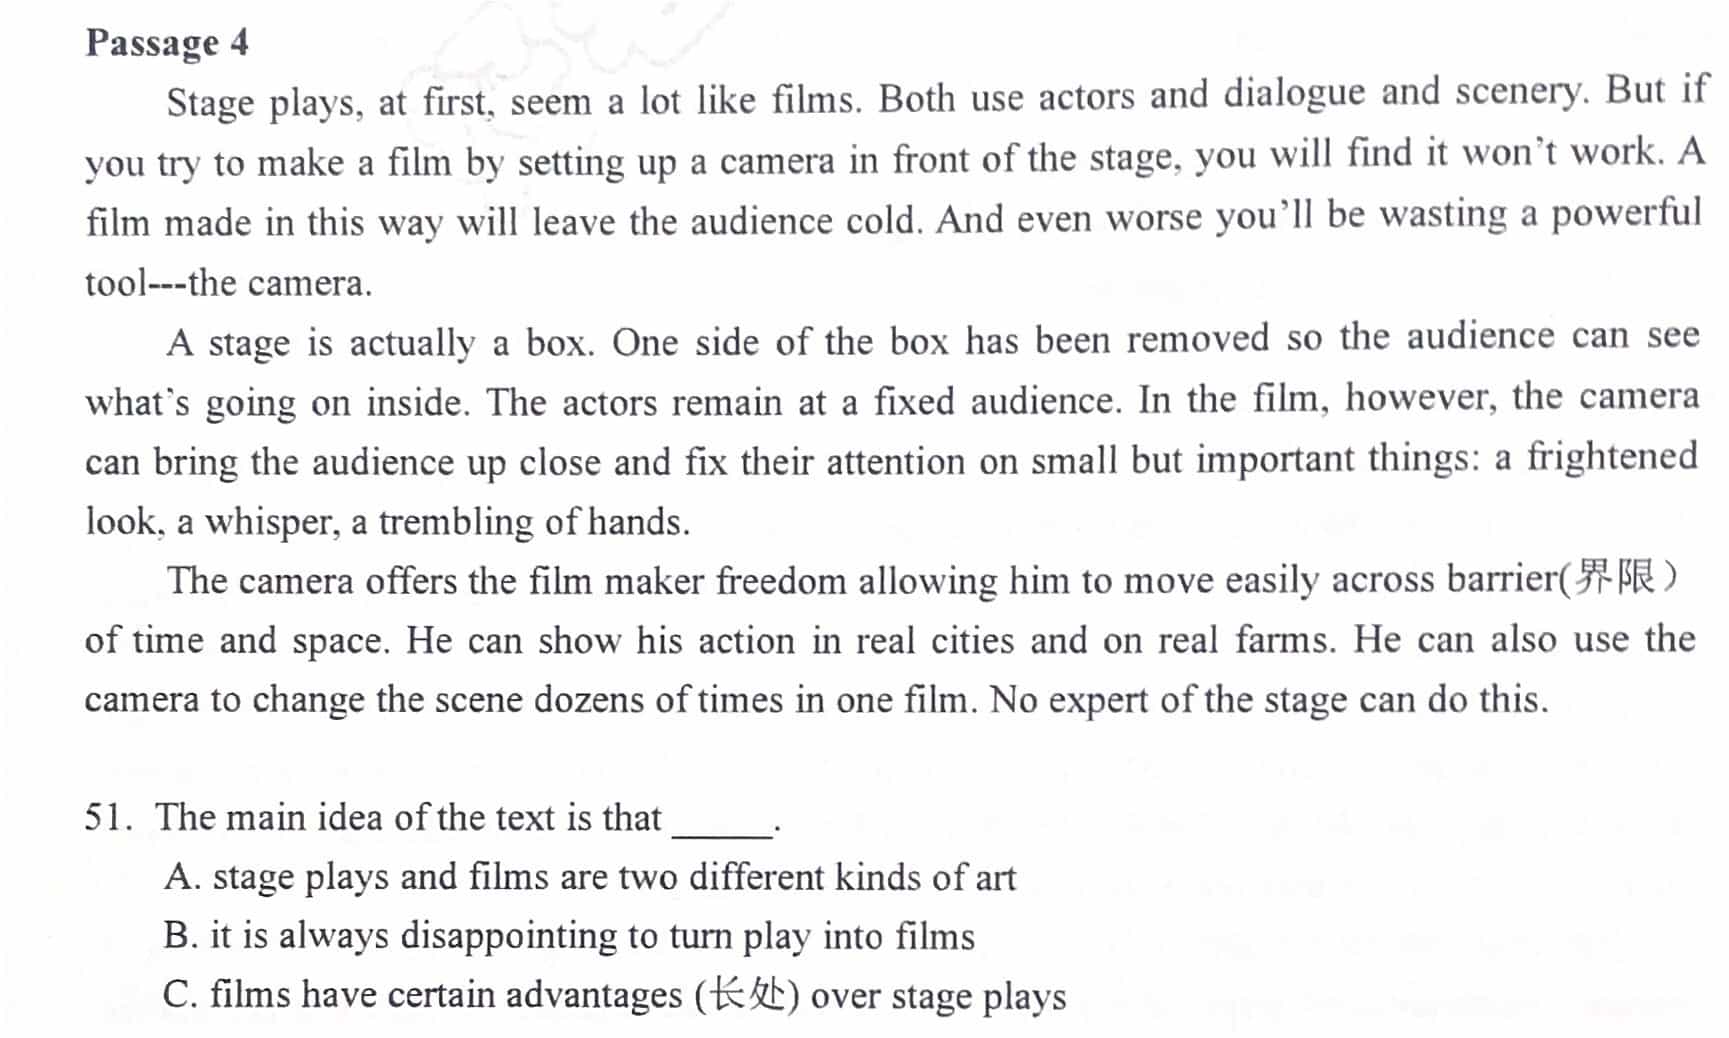 Passage 4
Stage plays, at first, seem a lot like films. Both use actors and dialogue and scenery. But if
you try to make a film by setting up a camera in front of the stage, you will find it won't work. A
film made in this way will leave the audience cold. And even worse you'll be wasting a powerful
tool---the camera.
A stage is actually a box. One side of the box has been removed so the audience can see
what's going on inside. The actors remain at a fixed audience. In the film, however, the camera
can bring the audience up close and fix their attention on small but important things: a frightened
look, a whisper, a trembling of hands.
The camera offers the film maker freedom allowing him to move easily across barrier(界限）
of time and space. He can show his action in real cities and on real farms. He can also use the
camera to change the scene dozens of times in one film. No expert of the stage can do this.
51. The main idea of the text is that _____.
A. stage plays and films are two different kinds of art
B. it is always disappointing to turn play into films
C. films have certain advantages (长处) over stage plays